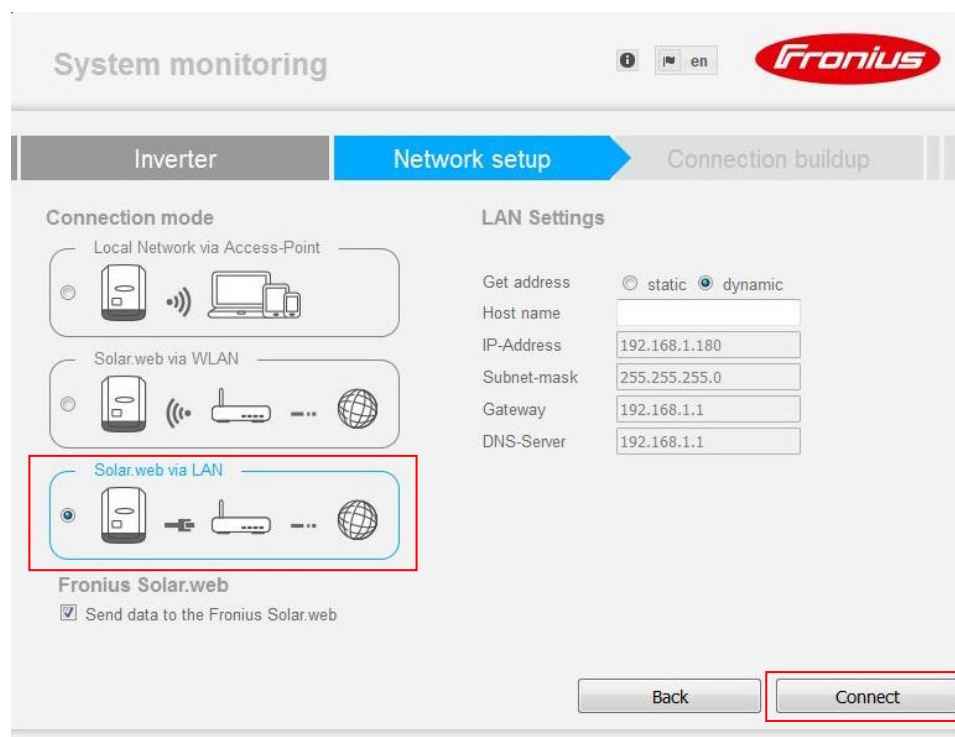 System monitoring
en
Fronius
Inverter
Network setup
Connection buildup
Connection mode
Local Network via Access-Point
Solar.web via WLAN
Solar.web via LAN
Fronius Solar.web
Send data to the Fronius Solar.web
LAN Settings
Get address static dynamic
Host name
IP-Address 192.168.1.180
Subnet-mask 255.255.255.0
Gateway 192.168.1.1
DNS-Server 192.168.1.1
Back
Connect